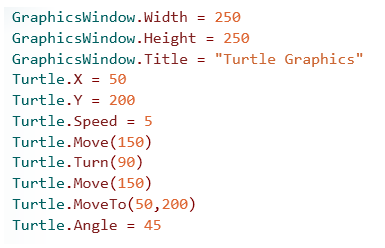 GraphicsWindow.Width = 250
GraphicsWindow.Height = 250
GraphicsWindow.Title = "Turtle Graphics"
Turtle.X = 50
Turtle.Y = 200
Turtle.Speed = 5
Turtle.Move(150)
Turtle.Turn(90)
Turtle.Move(150)
Turtle.MoveTo(50,200)
Turtle.Angle = 45